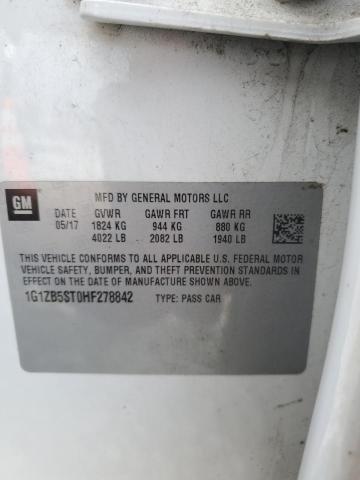 GM
MFD BY GENERAL MOTORS LLC
DATE GVWR GAWR FRT GAWR RR
05/17 1824 KG 944 KG 880 KG
4022 LB 2082 LB 1940 LB
THIS VEHICLE CONFORMS TO ALL APPLICABLE U.S. FEDERAL MOTOR
VEHICLE SAFETY, BUMPER, AND THEFT PREVENTION STANDARDS IN
EFFECT ON THE DATE OF MANUFACTURE SHOWN ABOVE.
1G1ZB5ST0HF278842 TYPE: PASS CAR